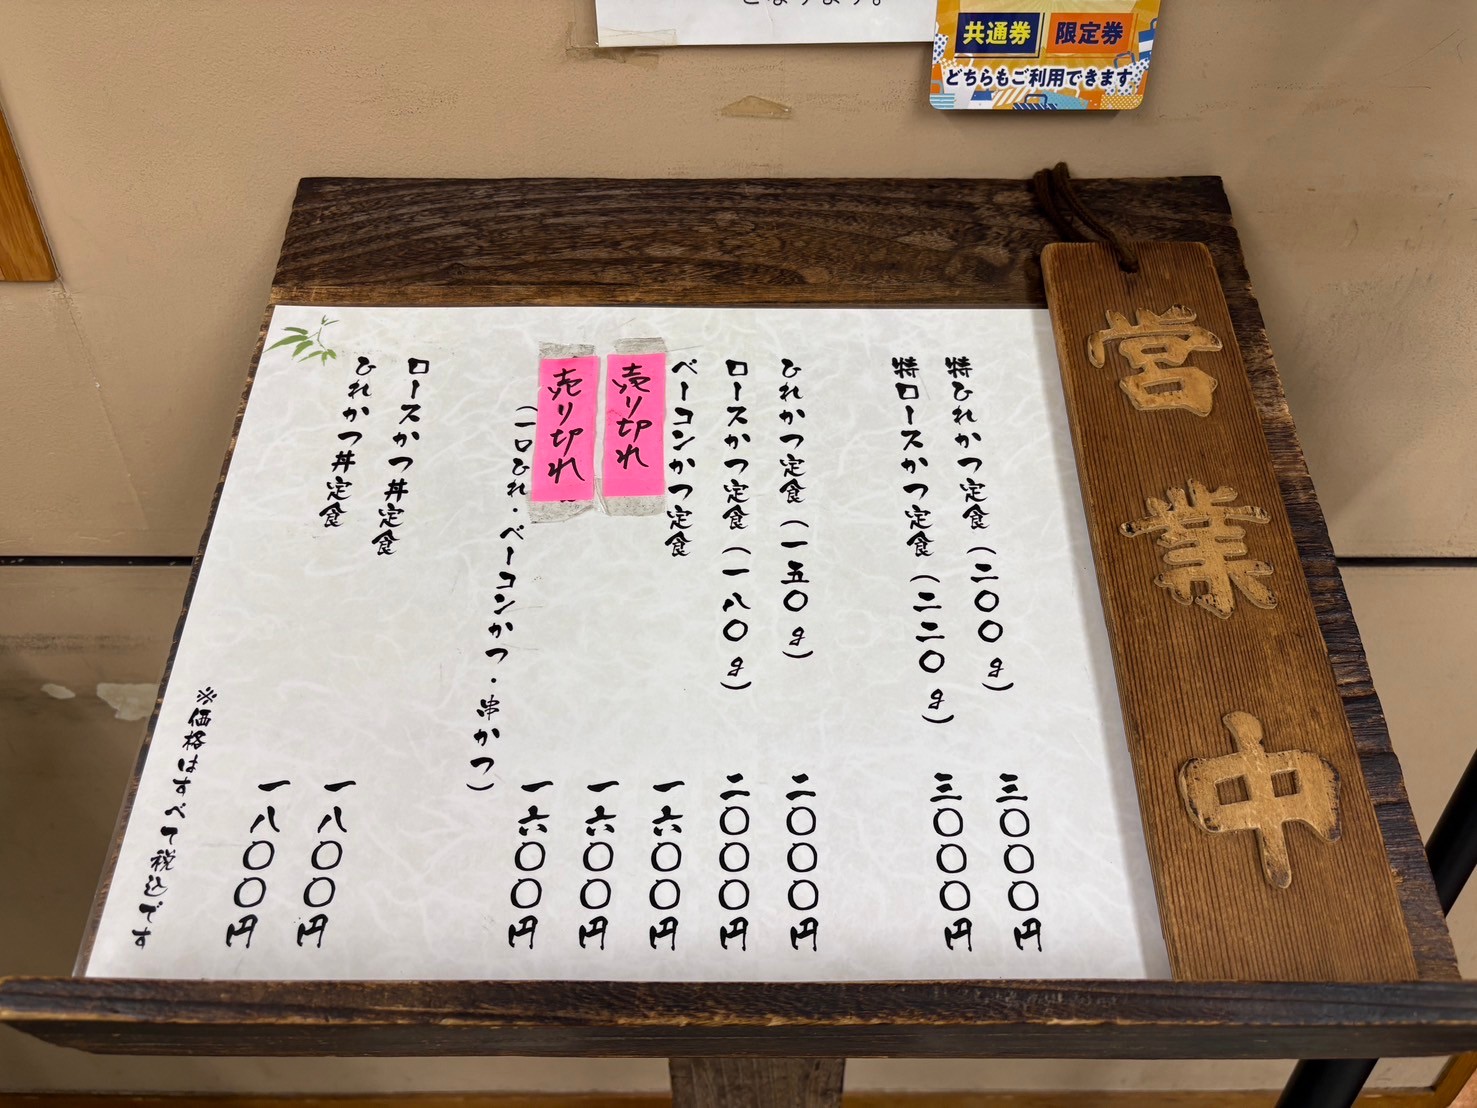 となります。
共通券 限定券
どちらもご利用できます
営業中
特ひれかつ定食(二〇〇g) 三〇〇〇円
特ロースかつ定食(二二〇g) 三〇〇〇円
ひれかつ定食(一五〇g) 二〇〇〇円
ロースかつ定食(一八〇g) 二〇〇〇円
ベーコンかつ定食 一六〇〇円
売り切れ 一六〇〇円
売り切れ 一六〇〇円
(一口ひれ・ベーコンかつ・串かつ)
ロースかつ丼定食 一八〇〇円
ひれかつ丼定食 一八〇〇円
※価格はすべて税込です